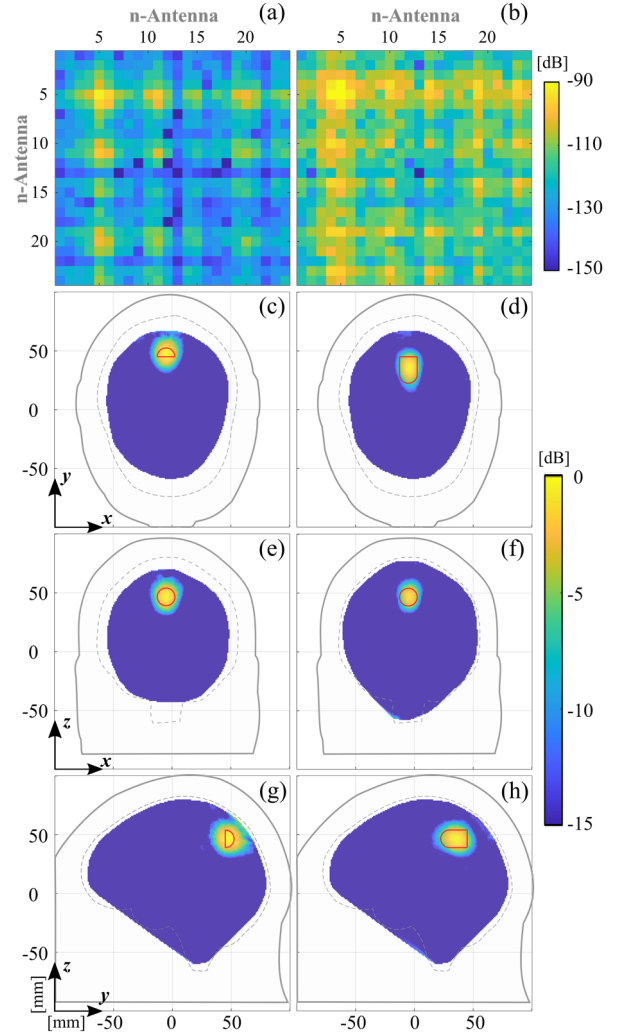 n-Antenna (a)
n-Antenna (b)
5 10 15 20
5 10 15 20
[dB]
n-Antenna
5
10
15
20
-90
-110
-130
-150
(c)
(d)
50
0
-50
y
x
[dB]
0
-5
-10
-15
(e)
(f)
50
0
-50
z
x
(g)
(h)
50
0
-50
z
[mm]
y
[mm] -50 0 50
-50 0 50